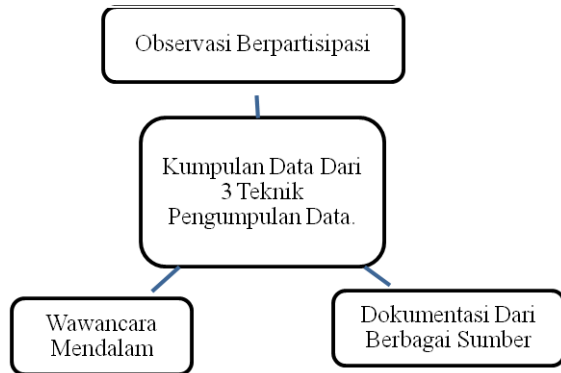 Observasi Berpartisipasi
Kumpulan Data Dari
3 Teknik
Pengumpulan Data.
Wawancara
Mendalam
Dokumentasi Dari
Berbagai Sumber